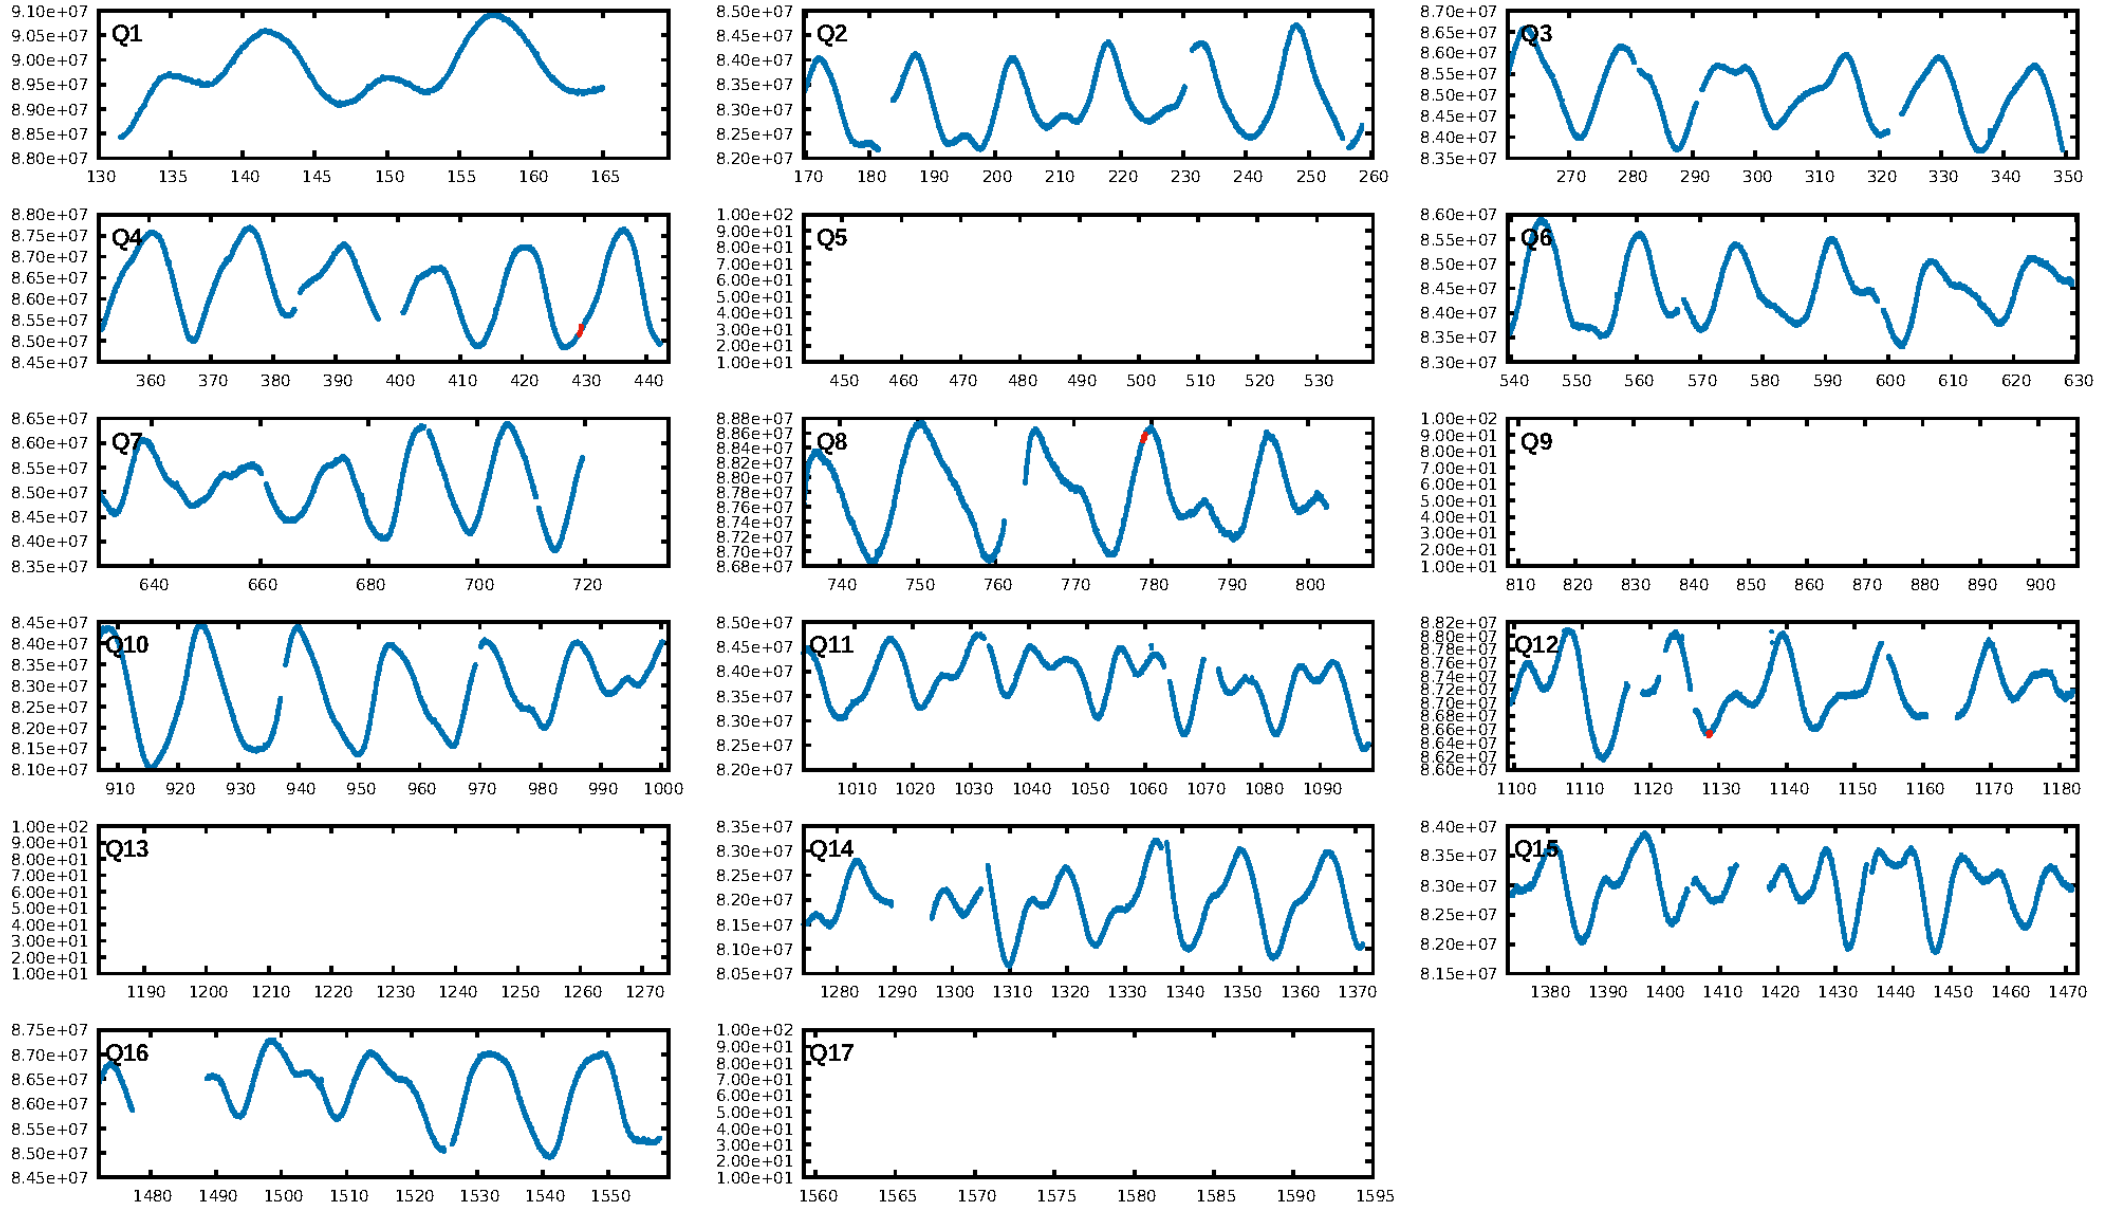 9.10e+07
9.05e+07
9.00e+07
8.95e+07
8.90e+07
8.85e+07
8.80e+07
Q1
130 135 140 145 150 155 160 165
8.50e+07
8.45e+07
8.40e+07
8.35e+07
8.30e+07
8.25e+07
8.20e+07
Q2
170 180 190 200 210 220 230 240 250 260
8.70e+07
8.65e+07
8.60e+07
8.55e+07
8.50e+07
8.45e+07
8.40e+07
8.35e+07
Q3
270 280 290 300 310 320 330 340 350
8.80e+07
8.75e+07
8.70e+07
8.65e+07
8.60e+07
8.55e+07
8.50e+07
8.45e+07
Q4
360 370 380 390 400 410 420 430 440
1.00e+02
9.00e+01
8.00e+01
7.00e+01
6.00e+01
5.00e+01
4.00e+01
3.00e+01
2.00e+01
1.00e+01
Q5
450 460 470 480 490 500 510 520 530
8.60e+07
8.55e+07
8.50e+07
8.45e+07
8.40e+07
8.35e+07
8.30e+07
Q6
540 550 560 570 580 590 600 610 620 630
8.65e+07
8.60e+07
8.55e+07
8.50e+07
8.45e+07
8.40e+07
8.35e+07
Q7
640 660 680 700 720
8.88e+07
8.86e+07
8.84e+07
8.82e+07
8.80e+07
8.78e+07
8.76e+07
8.74e+07
8.72e+07
8.70e+07
8.68e+07
Q8
740 750 760 770 780 790 800
1.00e+02
9.00e+01
8.00e+01
7.00e+01
6.00e+01
5.00e+01
4.00e+01
3.00e+01
2.00e+01
1.00e+01
Q9
810 820 830 840 850 860 870 880 890 900
8.45e+07
8.40e+07
8.35e+07
8.30e+07
8.25e+07
8.20e+07
8.15e+07
8.10e+07
Q10
910 920 930 940 950 960 970 980 990 1000
8.50e+07
8.45e+07
8.40e+07
8.35e+07
8.30e+07
8.25e+07
8.20e+07
Q11
1010 1020 1030 1040 1050 1060 1070 1080 1090
8.82e+07
8.80e+07
8.78e+07
8.76e+07
8.74e+07
8.72e+07
8.70e+07
8.68e+07
8.66e+07
8.64e+07
8.62e+07
8.60e+07
Q12
1100 1110 1120 1130 1140 1150 1160 1170 1180
1.00e+02
9.00e+01
8.00e+01
7.00e+01
6.00e+01
5.00e+01
4.00e+01
3.00e+01
2.00e+01
1.00e+01
Q13
1190 1200 1210 1220 1230 1240 1250 1260 1270
8.35e+07
8.30e+07
8.25e+07
8.20e+07
8.15e+07
8.10e+07
8.05e+07
Q14
1280 1290 1300 1310 1320 1330 1340 1350 1360 1370
8.40e+07
8.35e+07
8.30e+07
8.25e+07
8.20e+07
8.15e+07
Q15
1380 1390 1400 1410 1420 1430 1440 1450 1460 1470
8.75e+07
8.70e+07
8.65e+07
8.60e+07
8.55e+07
8.50e+07
8.45e+07
Q16
1480 1490 1500 1510 1520 1530 1540 1550
1.00e+02
9.00e+01
8.00e+01
7.00e+01
6.00e+01
5.00e+01
4.00e+01
3.00e+01
2.00e+01
1.00e+01
Q17
1560 1565 1570 1575 1580 1585 1590 1595